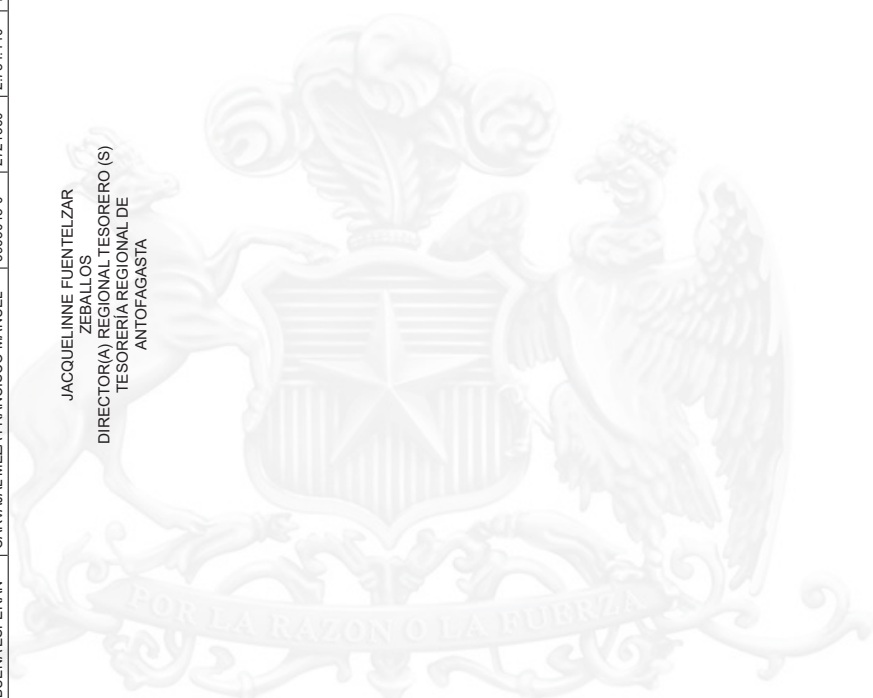 JACQUELINNE FUENTELZAR
ZEBALLOS
DIRECTOR(A) REGIONAL TESORERO (S)
TESORERÍA REGIONAL DE
ANTOFAGASTA
POR LA RAZON O LA FUERZA